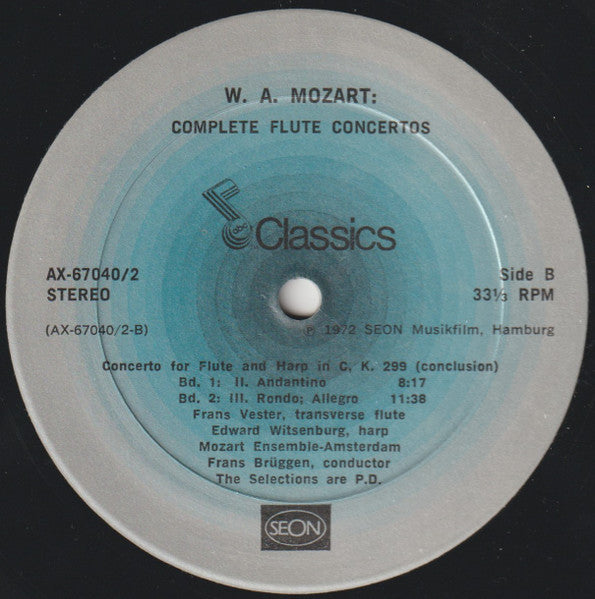 W. A. MOZART:
COMPLETE FLUTE CONCERTOS
abc
Classics
AX-67040/2
STEREO
Side B
33⅓ RPM
(AX-67040/2-B)
℗ 1972 SEON Musikfilm, Hamburg
Concerto for Flute and Harp in C, K. 299 (conclusion)
Bd. 1: II. Andantino 8:17
Bd. 2: III. Rondo; Allegro 11:38
Frans Vester, transverse flute
Edward Witsenburg, harp
Mozart Ensemble-Amsterdam
Frans Brüggen, conductor
The Selections are P.D.
SEON